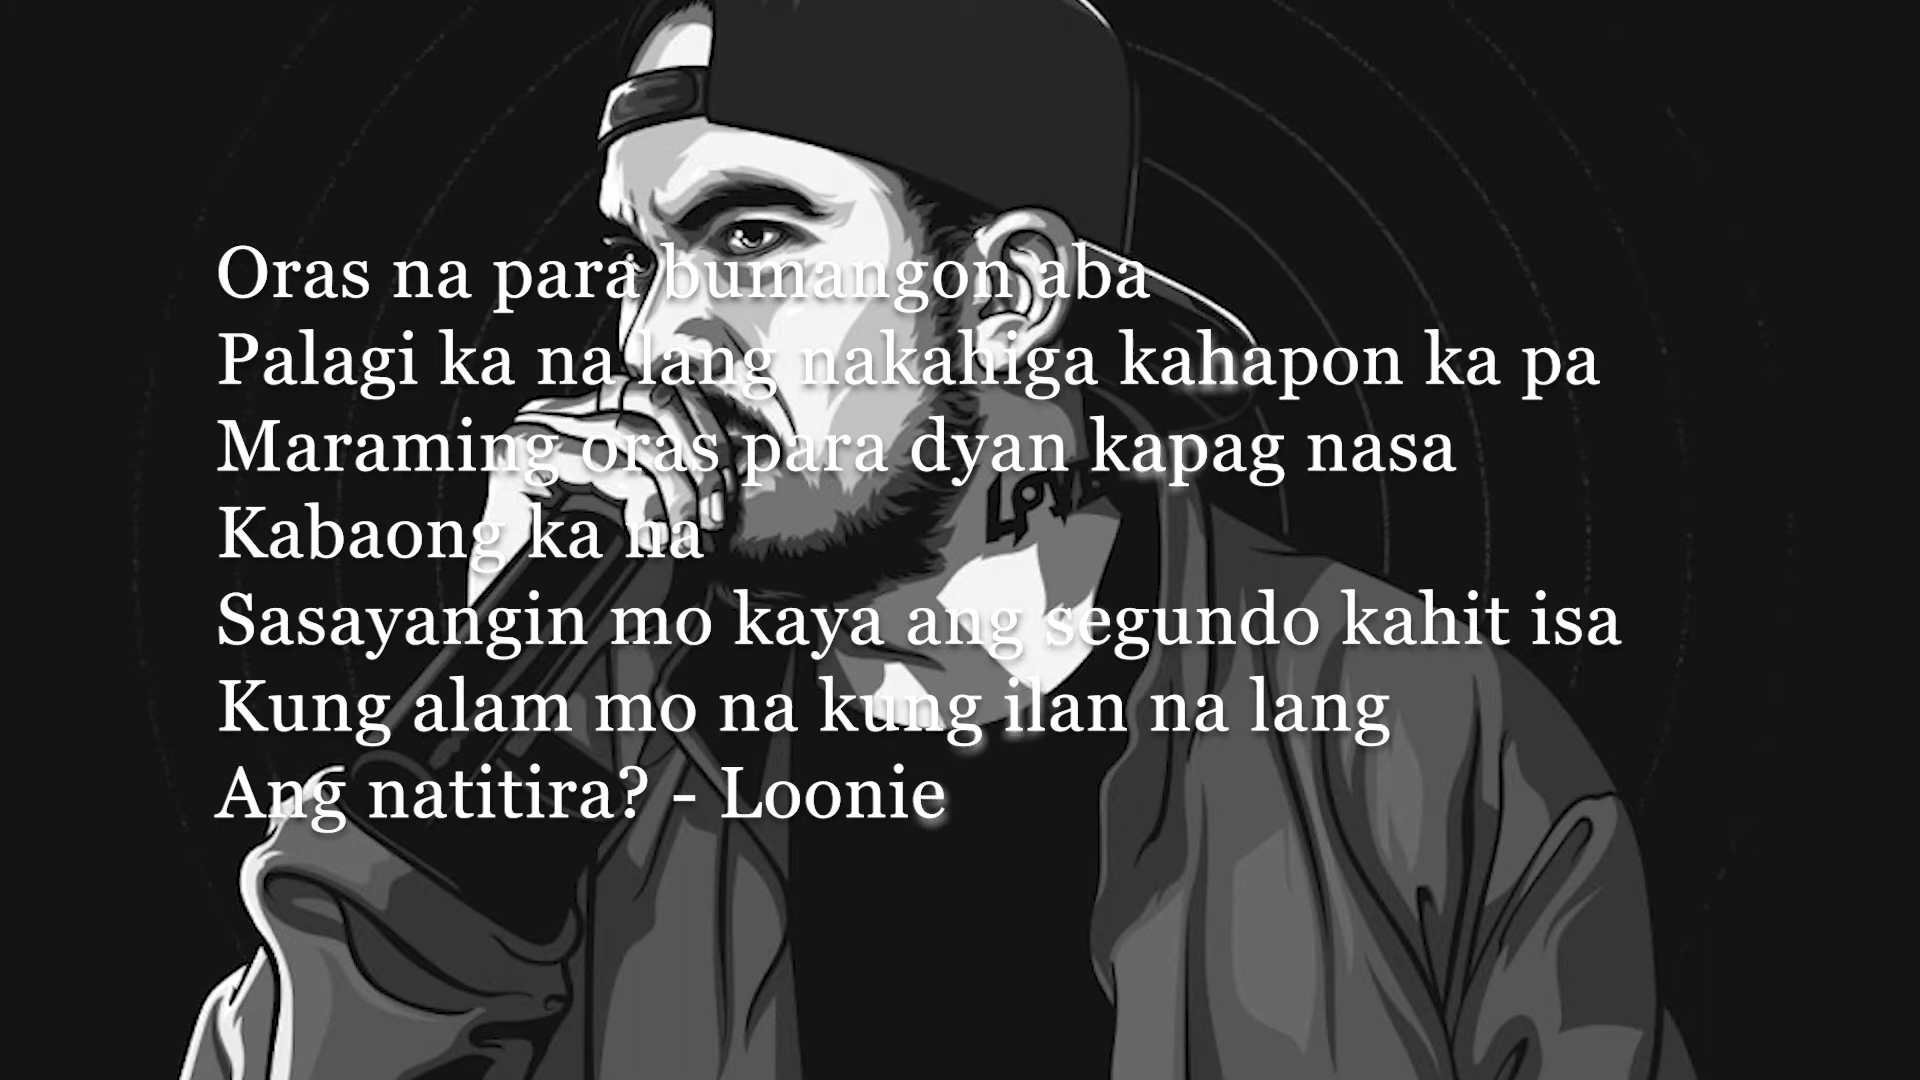 Oras na para bumangon aba
Palagi ka na lang nakahiga kahapon ka pa
Maraming oras para dyan kapag nasa
Kabaong ka na
Sasayangin mo kaya ang segundo kahit isa
Kung alam mo na kung ilan na lang
Ang natitira? - Loonie